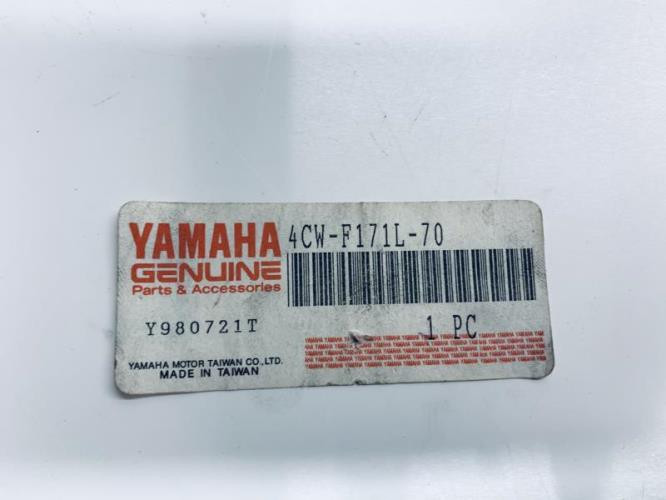 YAMAHA
GENUINE
Parts & Accessories
4CW-F171L-70
Y980721T
1 PC
YAMAHA MOTOR TAIWAN CO.,LTD.
MADE IN TAIWAN